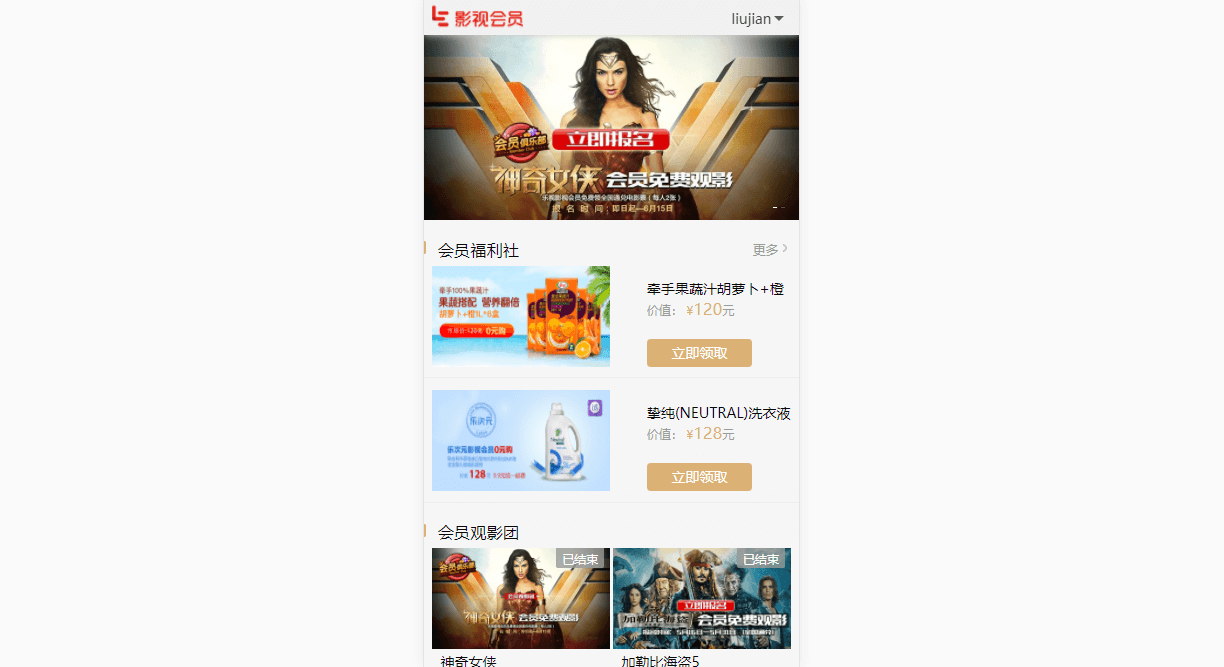 影视会员
liujian
会员俱乐部
立即报名
神奇女侠 会员免费观影
乐视影视会员免费领全国通兑电影票（每人2张）
报名时间：即日起—6月15日
会员福利社
更多
牵手100%果蔬汁
果蔬搭配 营养翻倍
胡萝卜+橙1L*6盒
0元购
牵手果蔬汁胡萝卜+橙
价值： ¥120元
立即领取
乐次元
乐次元影视会员0元购
128
Neutral
挚纯(NEUTRAL)洗衣液
价值： ¥128元
立即领取
会员观影团
已结束
会员俱乐部
神奇女侠 会员免费观影
已结束
立即报名
加勒比海盗 会员免费观影
神奇女侠
加勒比海盗5